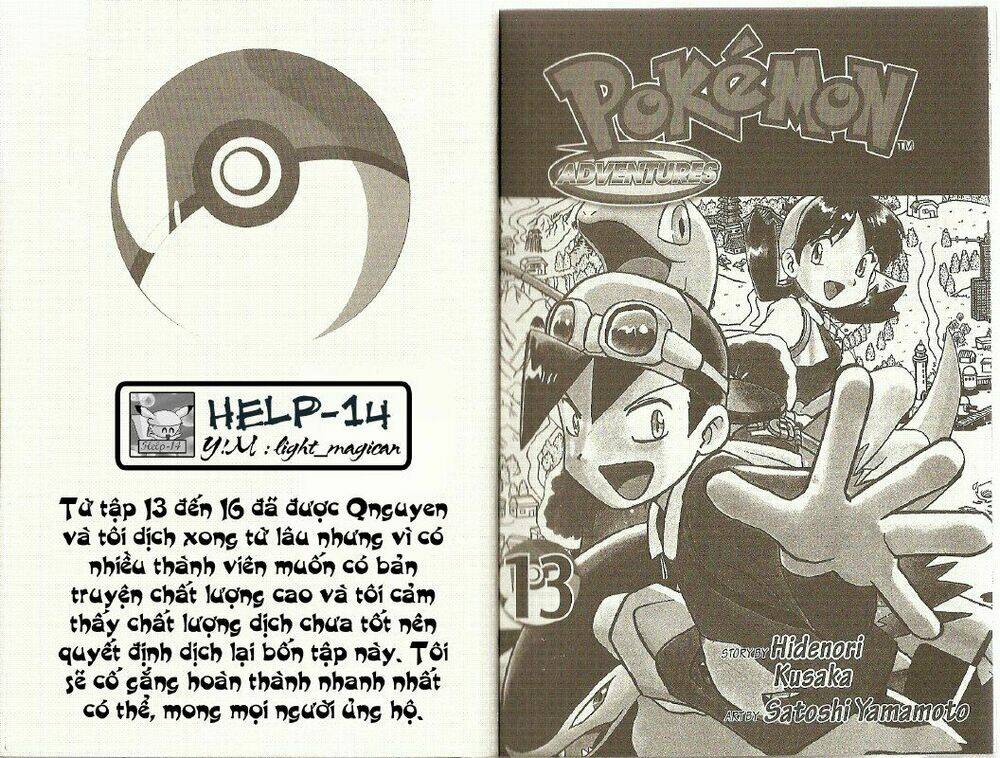 HELP-14
Y!M : light_magican
Help-14
Từ tập 13 đến 16 đã được Qnguyen
và tôi dịch xong từ lâu nhưng vì có
nhiều thành viên muốn có bản
truyện chất lượng cao và tôi cảm
thấy chất lượng dịch chưa tốt nên
quyết định dịch lại bốn tập này. Tôi
sẽ cố gắng hoàn thành nhanh nhất
có thể, mong mọi người ủng hộ.
POKéMON
TM
ADVENTURES
13
STORY BY Hidenori
Kusaka
ART BY Satoshi Yamamoto